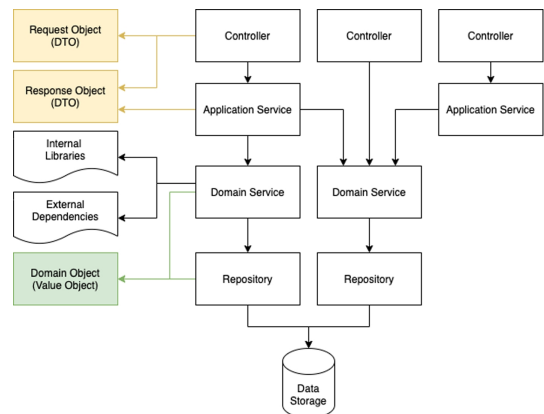 Request Object
(DTO)
Controller
Controller
Controller
Response Object
(DTO)
Application Service
Application Service
Internal
Libraries
Domain Service
Domain Service
External
Dependencies
Domain Object
(Value Object)
Repository
Repository
Data
Storage